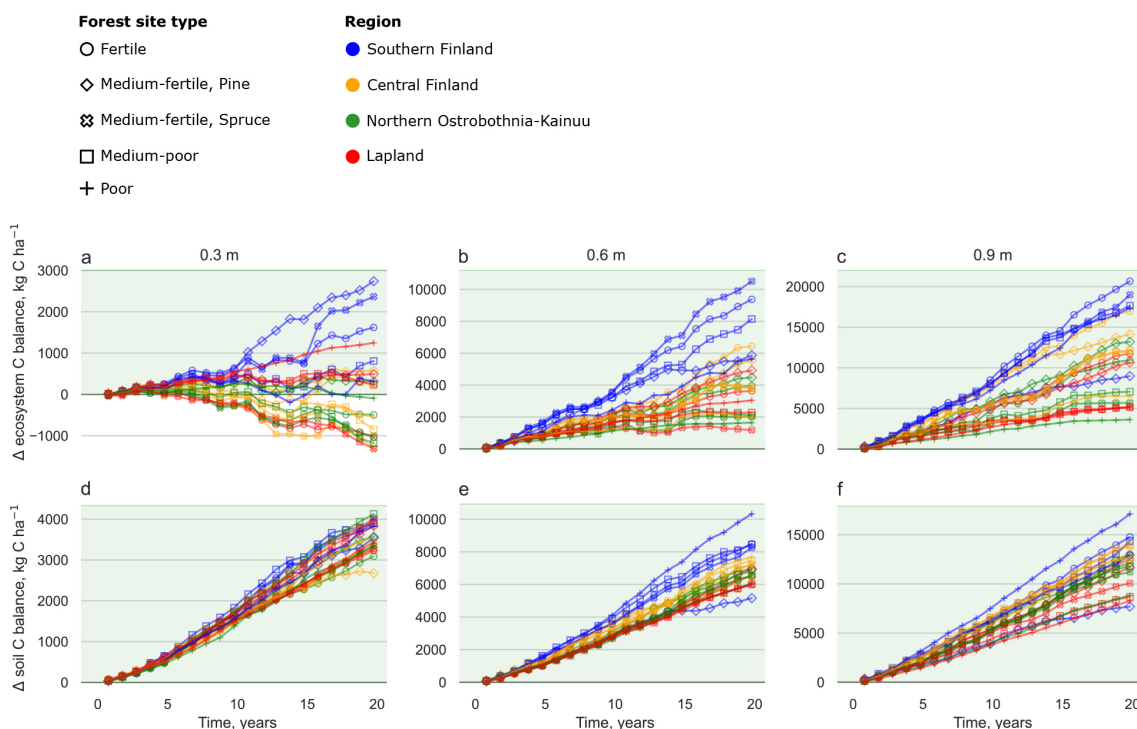 Forest site type Region
Fertile Southern Finland
Medium-fertile, Pine Central Finland
Medium-fertile, Spruce Northern Ostrobothnia-Kainuu
Medium-poor Lapland
Poor
a 0.3 m b 0.6 m c 0.9 m
Δ ecosystem C balance, kg C ha⁻¹
3000
2000
1000
0
−1000
10000
8000
6000
4000
2000
0
20000
15000
10000
5000
0
d e f
Δ soil C balance, kg C ha⁻¹
4000
3000
2000
1000
0
10000
8000
6000
4000
2000
0
15000
10000
5000
0
0 5 10 15 20 0 5 10 15 20 0 5 10 15 20
Time, years Time, years Time, years